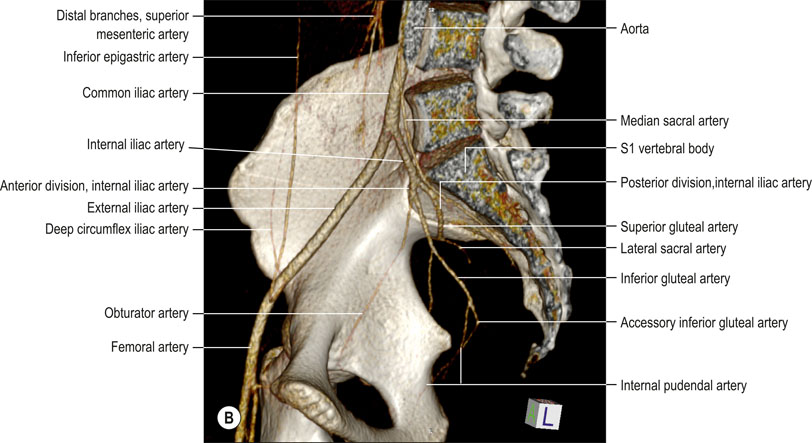 Distal branches, superior
mesenteric artery
Inferior epigastric artery
Common iliac artery
Internal iliac artery
Anterior division, internal iliac artery
External iliac artery
Deep circumflex iliac artery
Obturator artery
Femoral artery
Aorta
Median sacral artery
S1 vertebral body
Posterior division,internal iliac artery
Superior gluteal artery
Lateral sacral artery
Inferior gluteal artery
Accessory inferior gluteal artery
Internal pudendal artery
B
L